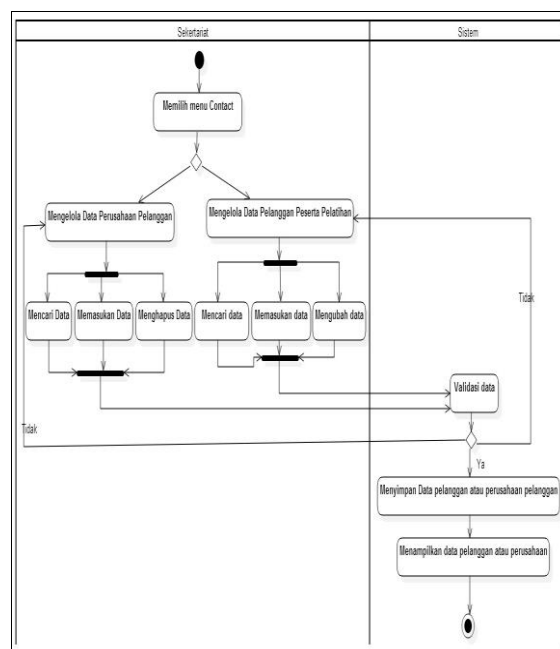 Sekertariat
Sistem
Memilih menu Contact
Mengelola Data Perusahaan Pelanggan
Mengelola Data Pelanggan Peserta Pelatihan
Mencari Data
Memasukan Data
Menghapus Data
Mencari data
Memasukan data
Mengubah data
Tidak
Validasi data
Tidak
Ya
Menyimpan Data pelanggan atau perusahaan pelanggan
Menampilkan data pelanggan atau perusahaan